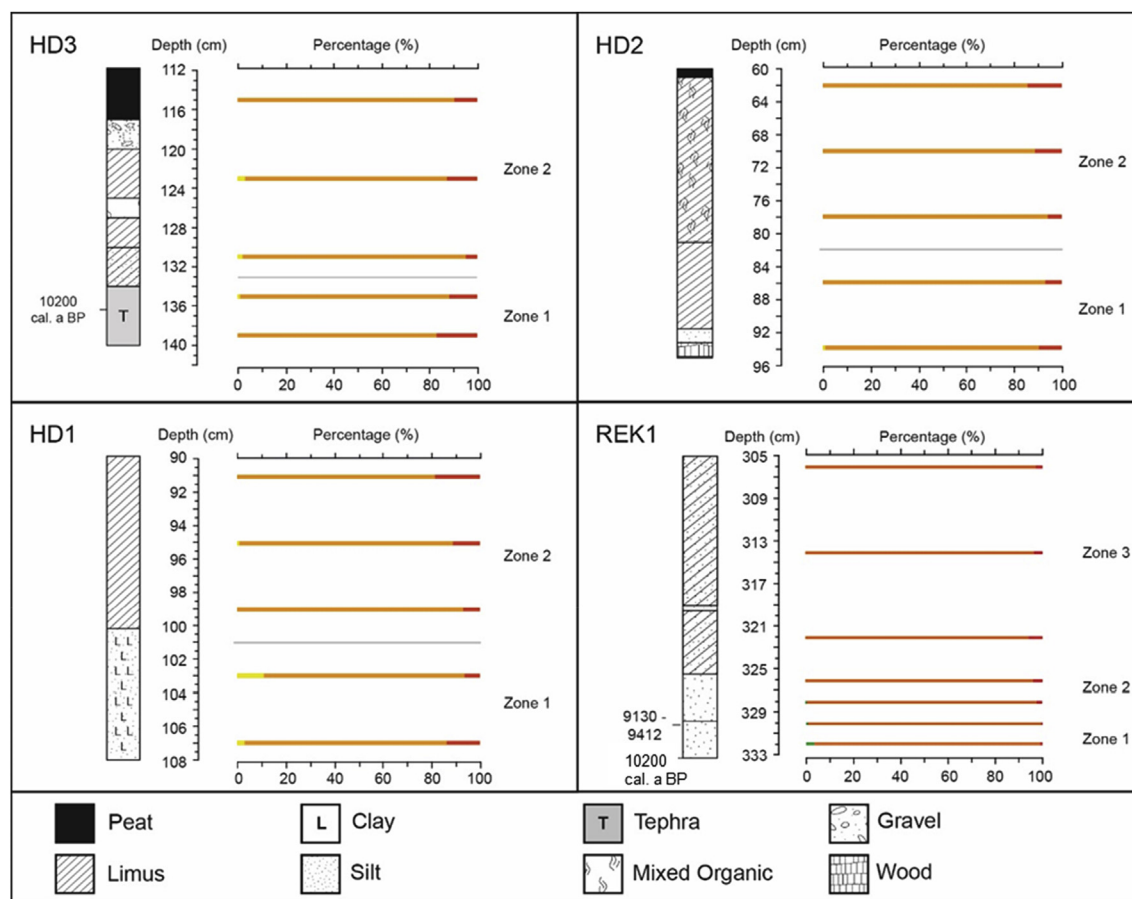 HD3
Depth (cm)
Percentage (%)
112
116
120
124
128
132
136
140
10200
cal. a BP
T
Zone 2
Zone 1
0 20 40 60 80 100
HD2
Depth (cm)
Percentage (%)
60
64
68
72
76
80
84
88
92
96
Zone 2
Zone 1
0 20 40 60 80 100
HD1
Depth (cm)
Percentage (%)
90
92
94
96
98
100
102
104
106
108
L L
L
L L
L
L L
L
L L
L
Zone 2
Zone 1
0 20 40 60 80 100
REK1
Depth (cm)
Percentage (%)
305
309
313
317
321
325
329
333
9130 -
9412
10200
cal. a BP
Zone 3
Zone 2
Zone 1
0 20 40 60 80 100
Peat
L Clay
T Tephra
Gravel
Limus
Silt
Mixed Organic
Wood